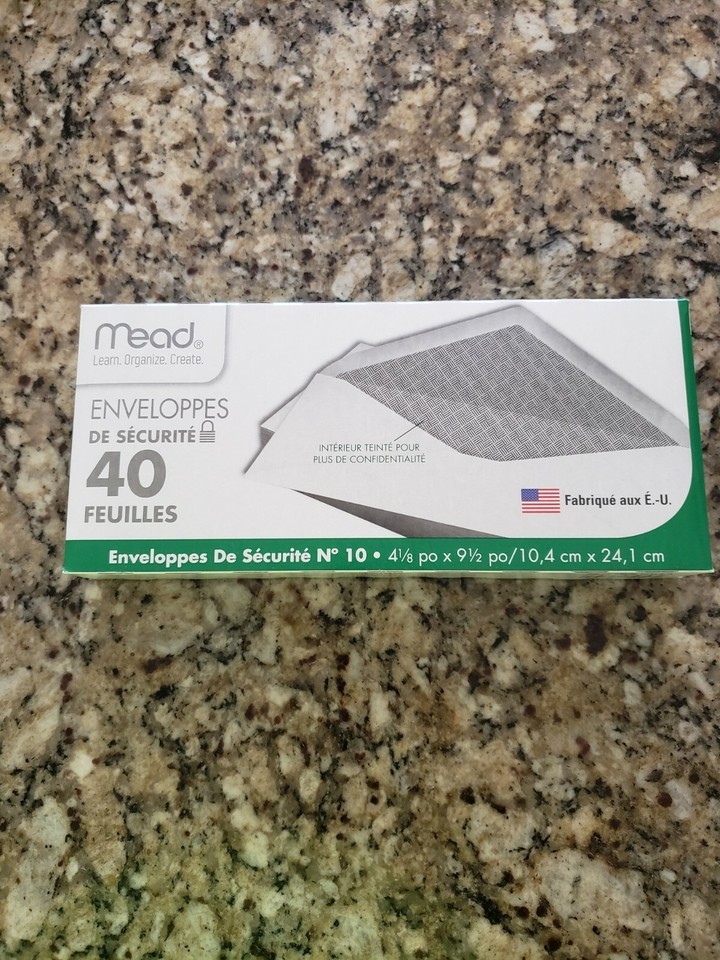 Mead®
Learn. Organize. Create.
ENVELOPPES
DE SÉCURITÉ
40
FEUILLES
INTÉRIEUR TEINTÉ POUR
PLUS DE CONFIDENTIALITÉ
Fabriqué aux É.-U.
Enveloppes De Sécurité Nº 10 • 4⅛ po x 9½ po/10,4 cm x 24,1 cm